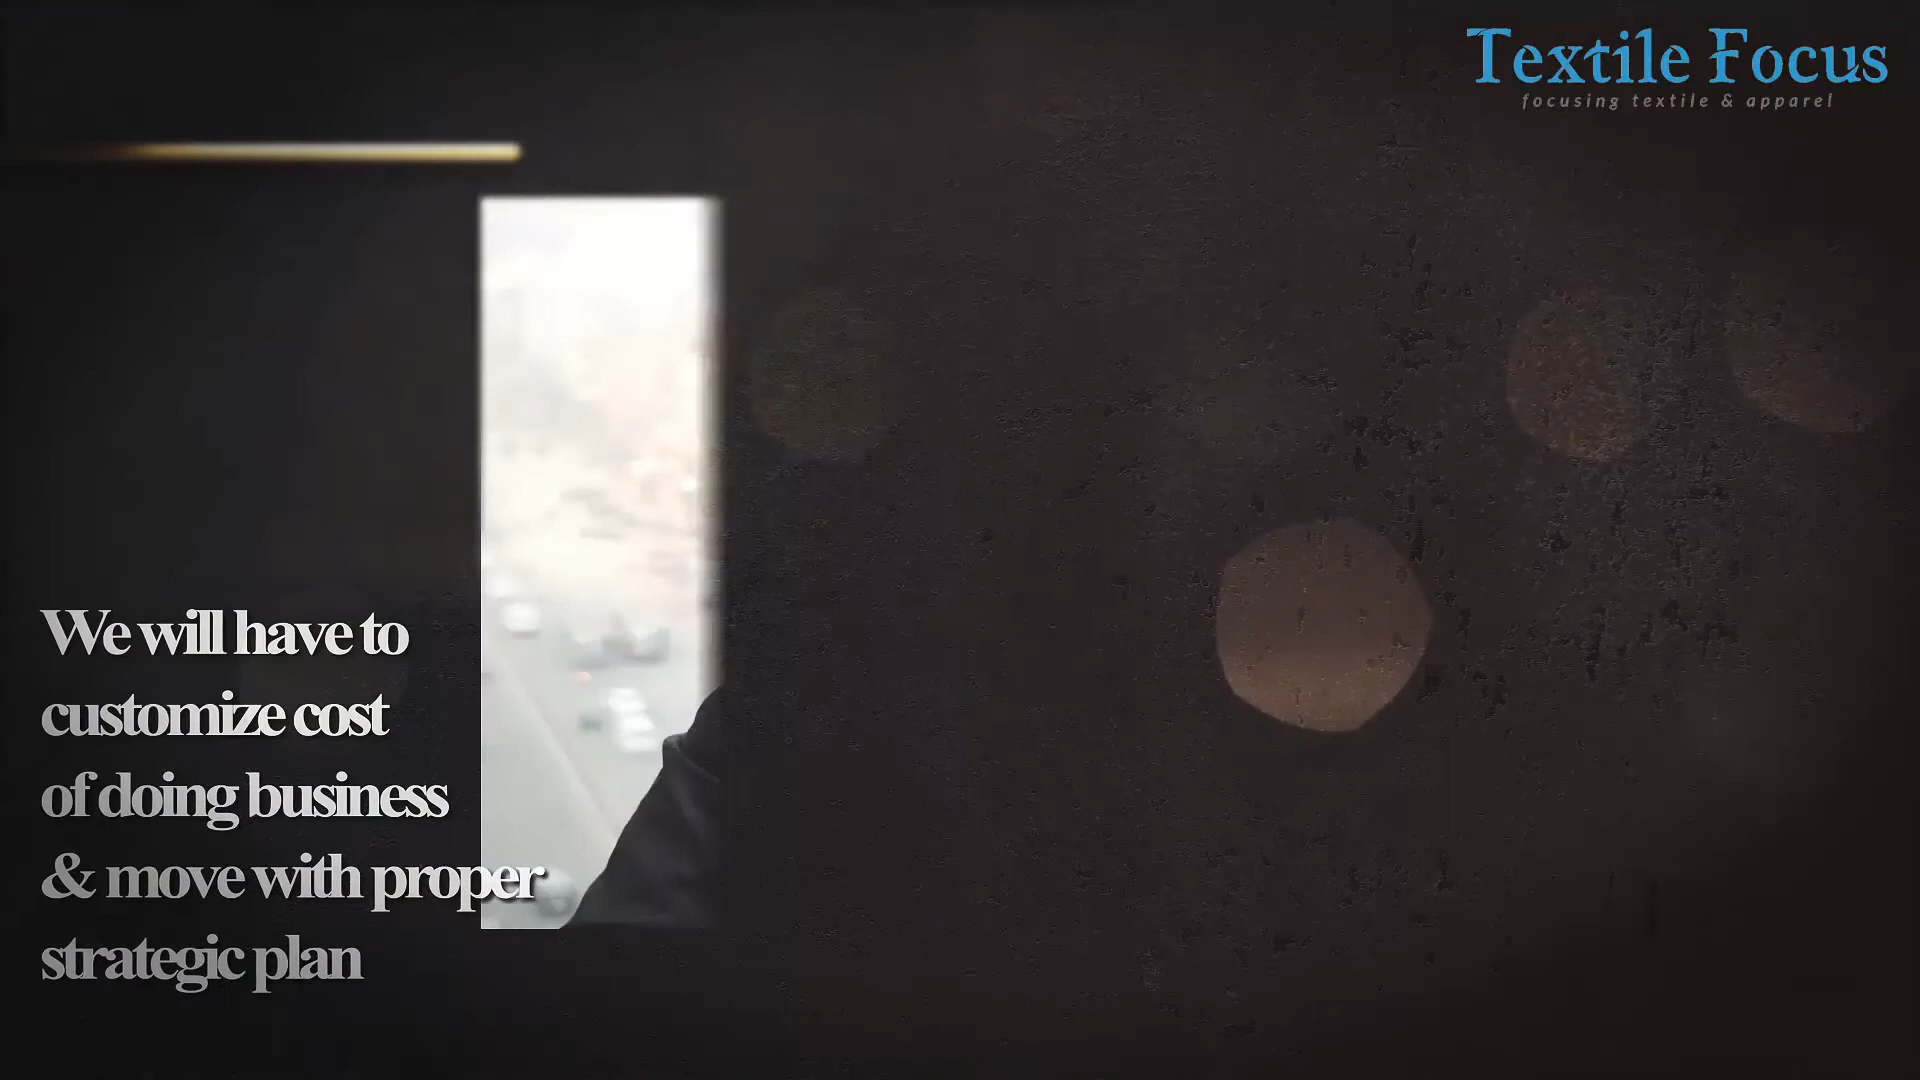 Textile Focus
focusing textile & apparel
We will have to
customize cost
of doing business
& move with proper
strategic plan